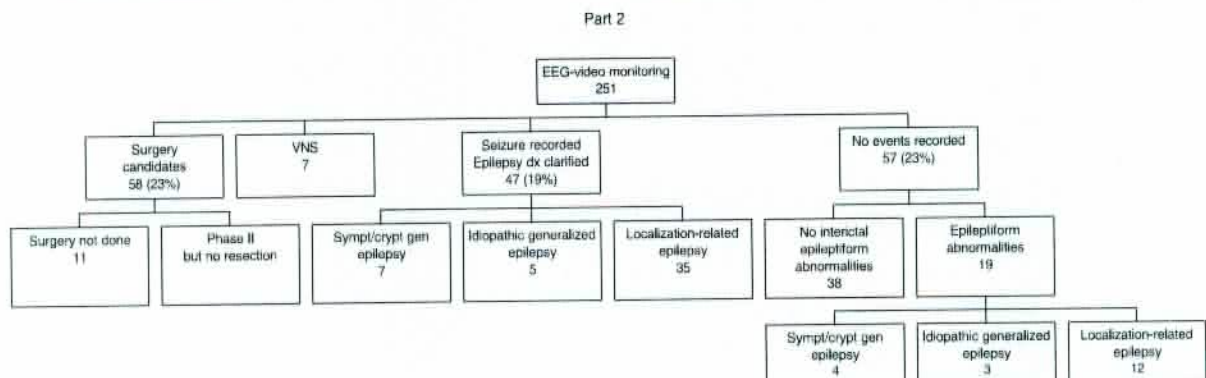 Part 2
EEG-video monitoring
251
Surgery
candidates
58 (23%)
VNS
7
Seizure recorded
Epilepsy dx clarified
47 (19%)
No events recorded
57 (23%)
Surgery not done
11
Phase II
but no resection
Sympt/crypt gen
epilepsy
7
Idiopathic generalized
epilepsy
5
Localization-related
epilepsy
35
No interictal
epileptiform
abnormalities
38
Epileptiform
abnormalities
19
Sympt/crypt gen
epilepsy
4
Idiopathic generalized
epilepsy
3
Localization-related
epilepsy
12